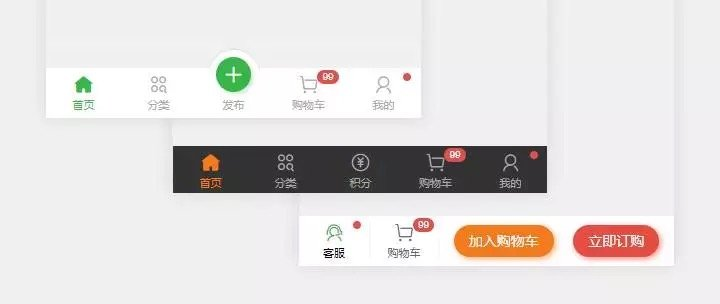 99
首页 分类 发布 购物车 我的
99
首页 分类 积分 购物车 我的
99
客服 购物车 加入购物车 立即订购